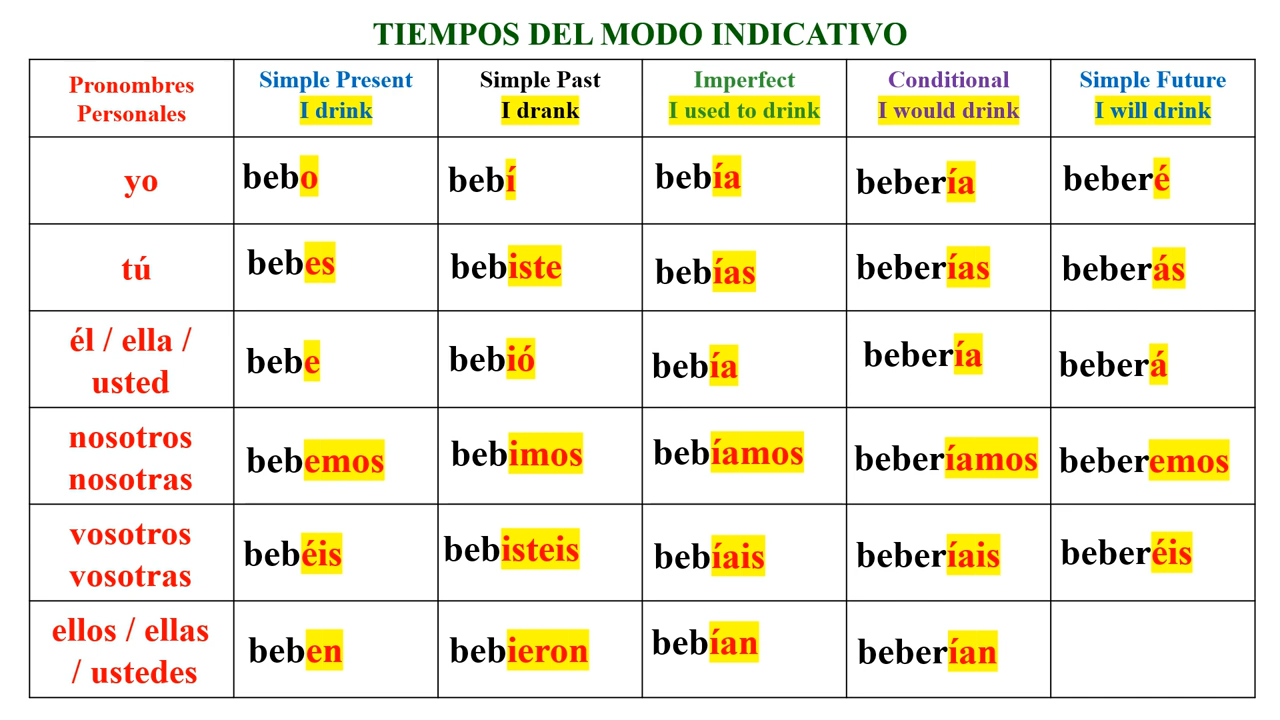 TIEMPOS DEL MODO INDICATIVO
Pronombres
Personales
Simple Present
I drink
Simple Past
I drank
Imperfect
I used to drink
Conditional
I would drink
Simple Future
I will drink
yo
bebo
bebí
bebía
bebería
beberé
tú
bebes
bebiste
bebías
beberías
beberás
él / ella /
usted
bebe
bebió
bebía
bebería
beberá
nosotros
nosotras
bebemos
bebimos
bebíamos
beberíamos
beberemos
vosotros
vosotras
bebéis
bebisteis
bebíais
beberíais
beberéis
ellos / ellas
/ ustedes
beben
bebieron
bebían
beberían